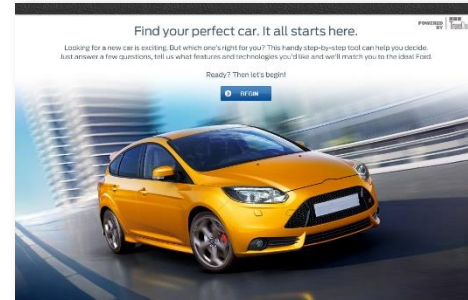 Find your perfect car. It all starts here.
POWERED
BY
Looking for a new car is exciting. But which one's right for you? This handy step-by-step tool can help you decide.
Just answer a few questions, tell us what features and technologies you'd like and we'll match you to the ideal Ford.
Ready? Then let's begin!
BEGIN